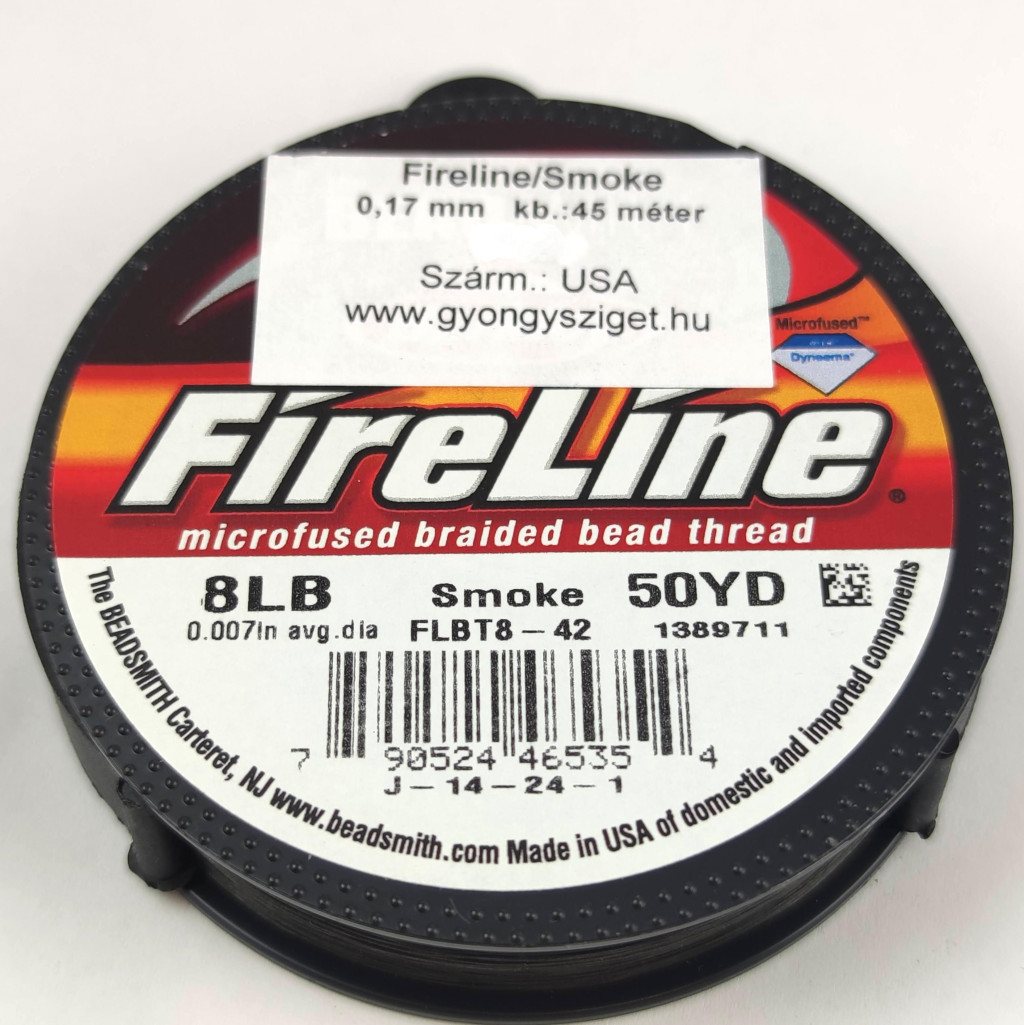 Fireline/Smoke
0,17 mm kb.:45 méter
Szárm.: USA
www.gyongysziget.hu
Microfused™
Dyneema®
FireLine®
microfused braided bead thread
8LB Smoke 50YD
0.007In avg.dia FLBT8-42 1389711
7 90524 46535 4
J-14-24-1
The BEADSMITH Carteret, NJ www.beadsmith.com Made in USA of domestic and imported components